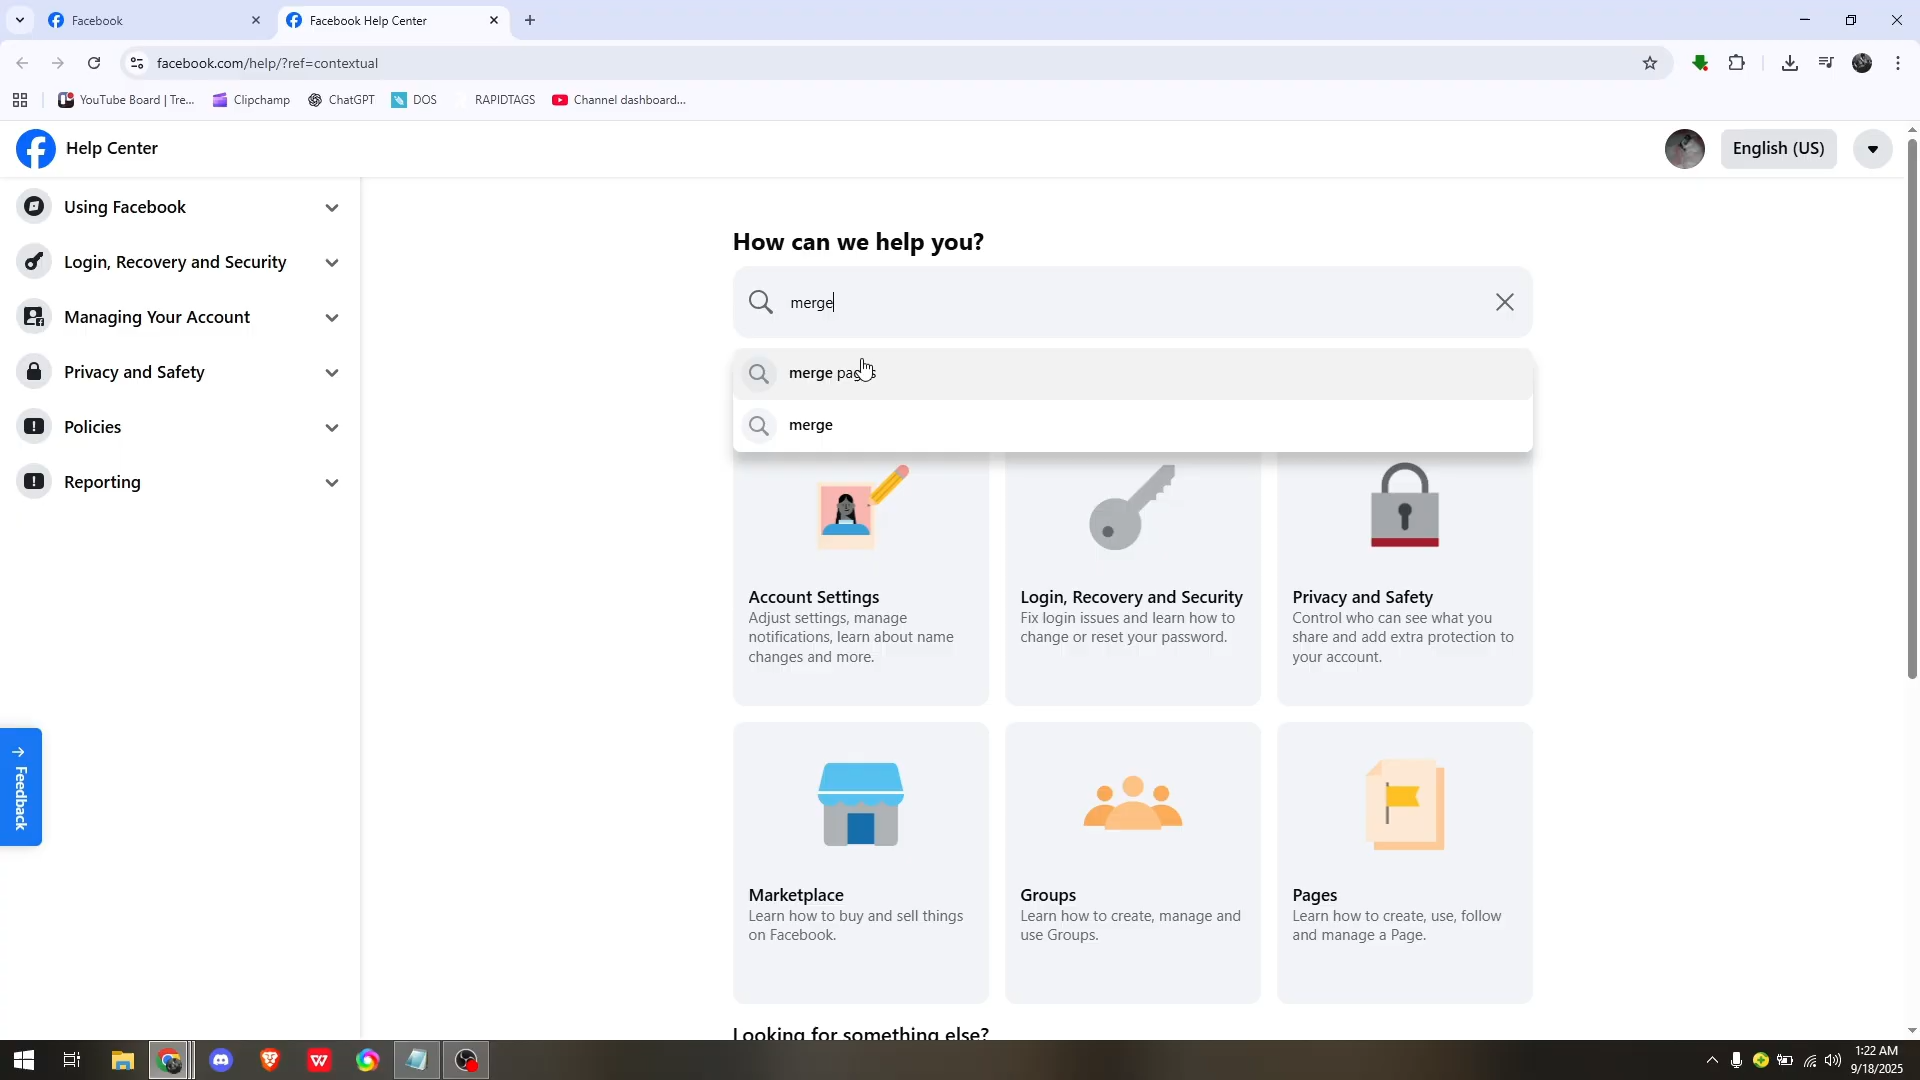 Facebook
Facebook Help Center
facebook.com/help/?ref=contextual
YouTube Board | Tre...
Clipchamp
ChatGPT
DOS
RAPIDTAGS
Channel dashboard...
Help Center
English (US)
Using Facebook
Login, Recovery and Security
Managing Your Account
Privacy and Safety
Policies
Reporting
How can we help you?
merge
merge pages
merge
Account Settings
Adjust settings, manage
notifications, learn about name
changes and more.
Login, Recovery and Security
Fix login issues and learn how to
change or reset your password.
Privacy and Safety
Control who can see what you
share and add extra protection to
your account.
Marketplace
Learn how to buy and sell things
on Facebook.
Groups
Learn how to create, manage and
use Groups.
Pages
Learn how to create, use, follow
and manage a Page.
Looking for something else?
Feedback
1:22 AM
9/18/2025